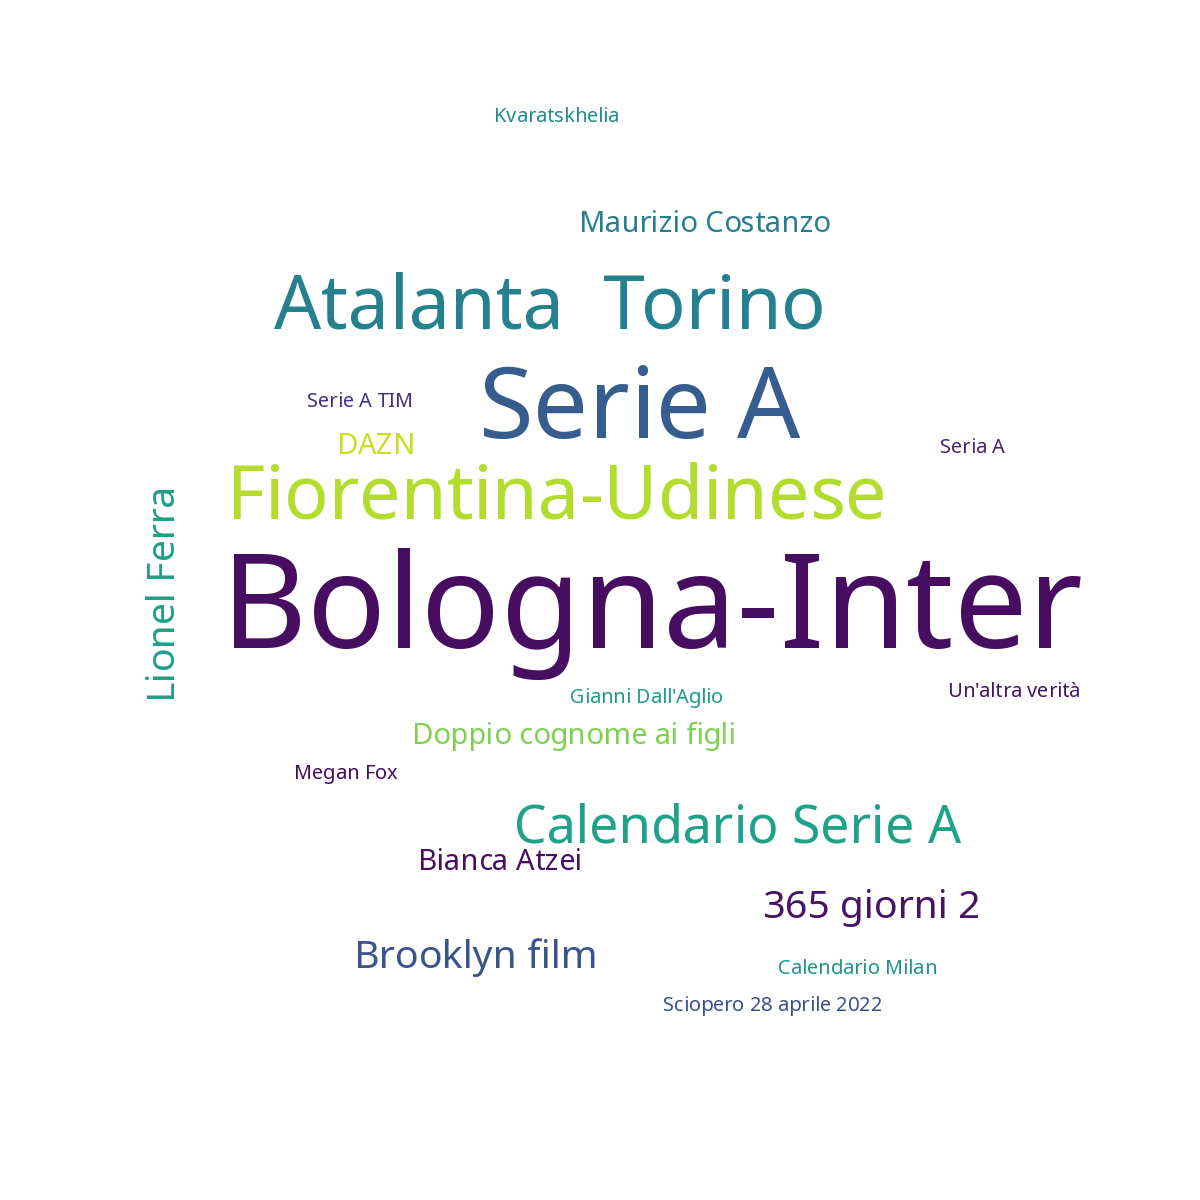 Kvaratskhelia
Maurizio Costanzo
Atalanta  Torino
Serie A
Serie A TIM
DAZN
Seria A
Fiorentina-Udinese
Lionel Ferra
Bologna-Inter
Gianni Dall'Aglio
Un'altra verità
Doppio cognome ai figli
Megan Fox
Calendario Serie A
Bianca Atzei
365 giorni 2
Brooklyn film
Calendario Milan
Sciopero 28 aprile 2022